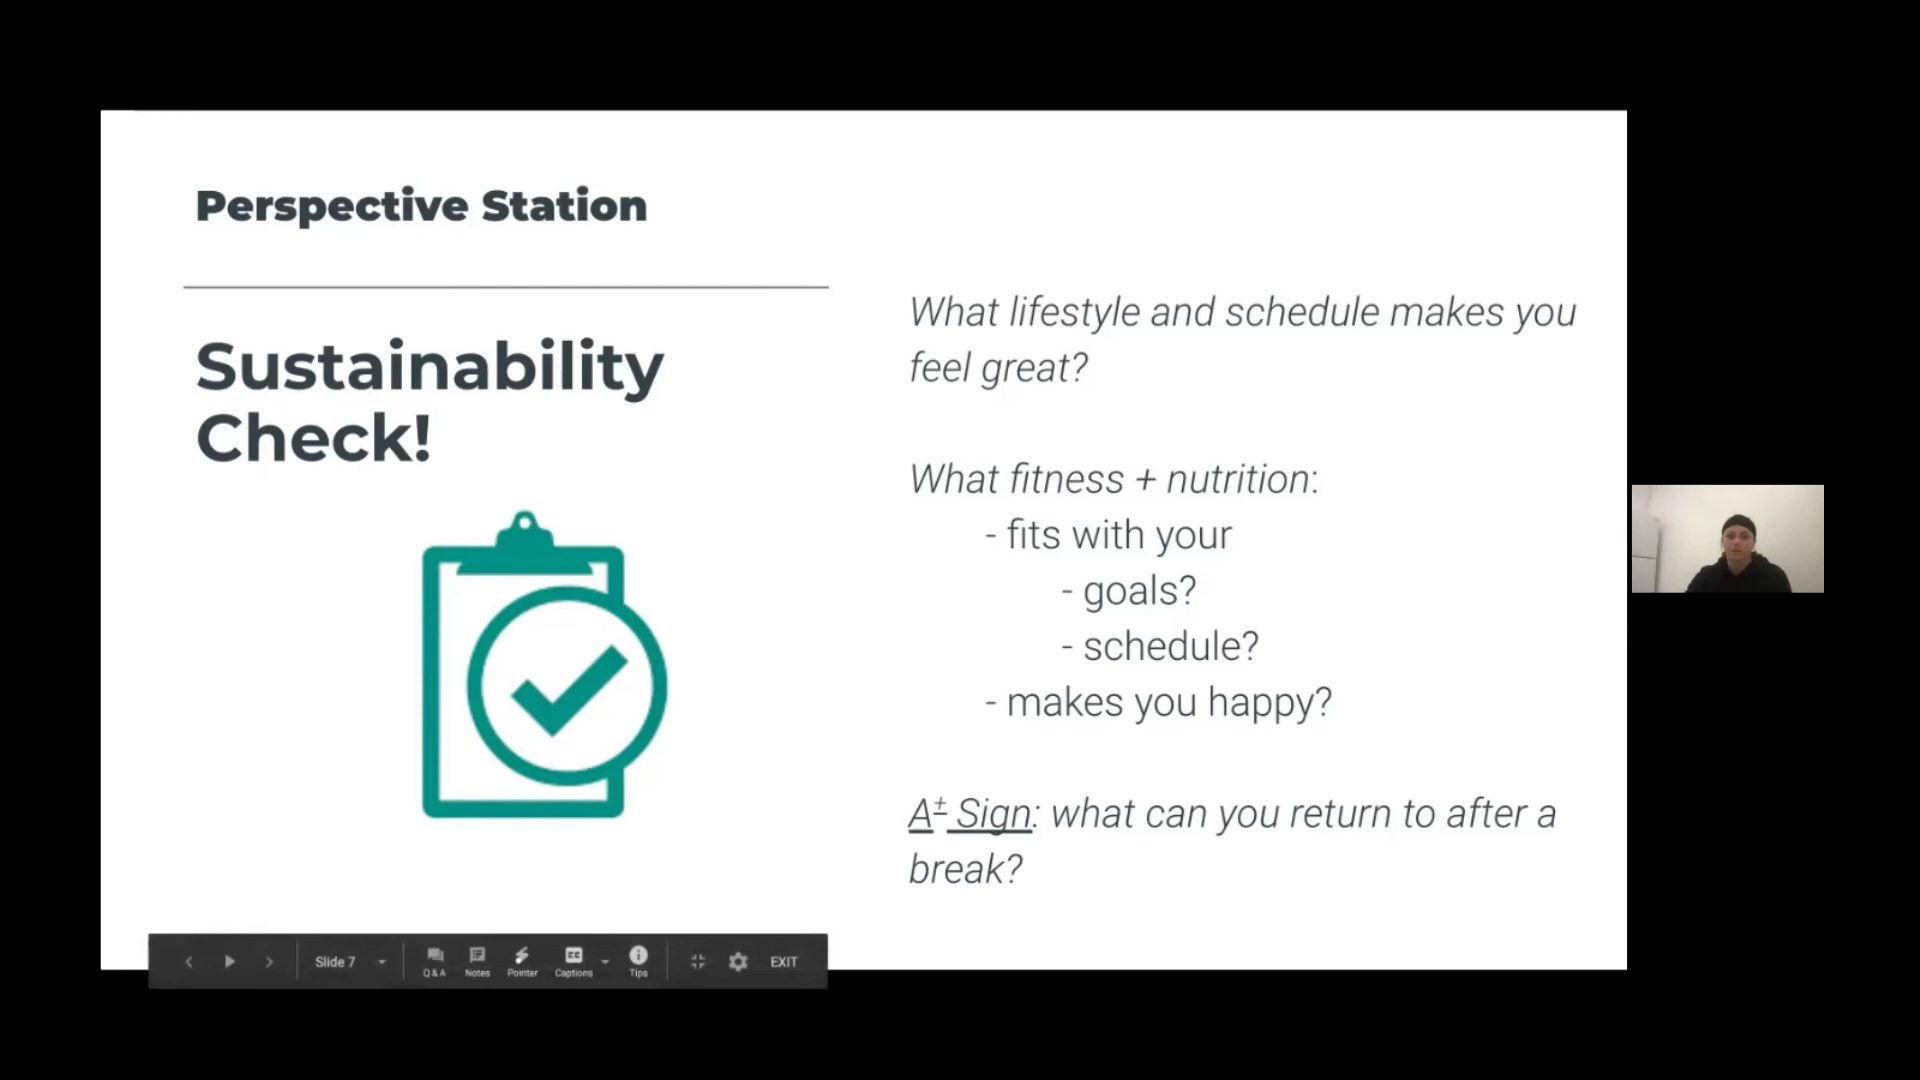 Perspective Station
Sustainability
Check!
What lifestyle and schedule makes you
feel great?
What fitness + nutrition:
- fits with your
- goals?
- schedule?
- makes you happy?
A± Sign: what can you return to after a
break?
Slide 7
Q & A
Notes
Pointer
CC
Captions
Tips
EXIT